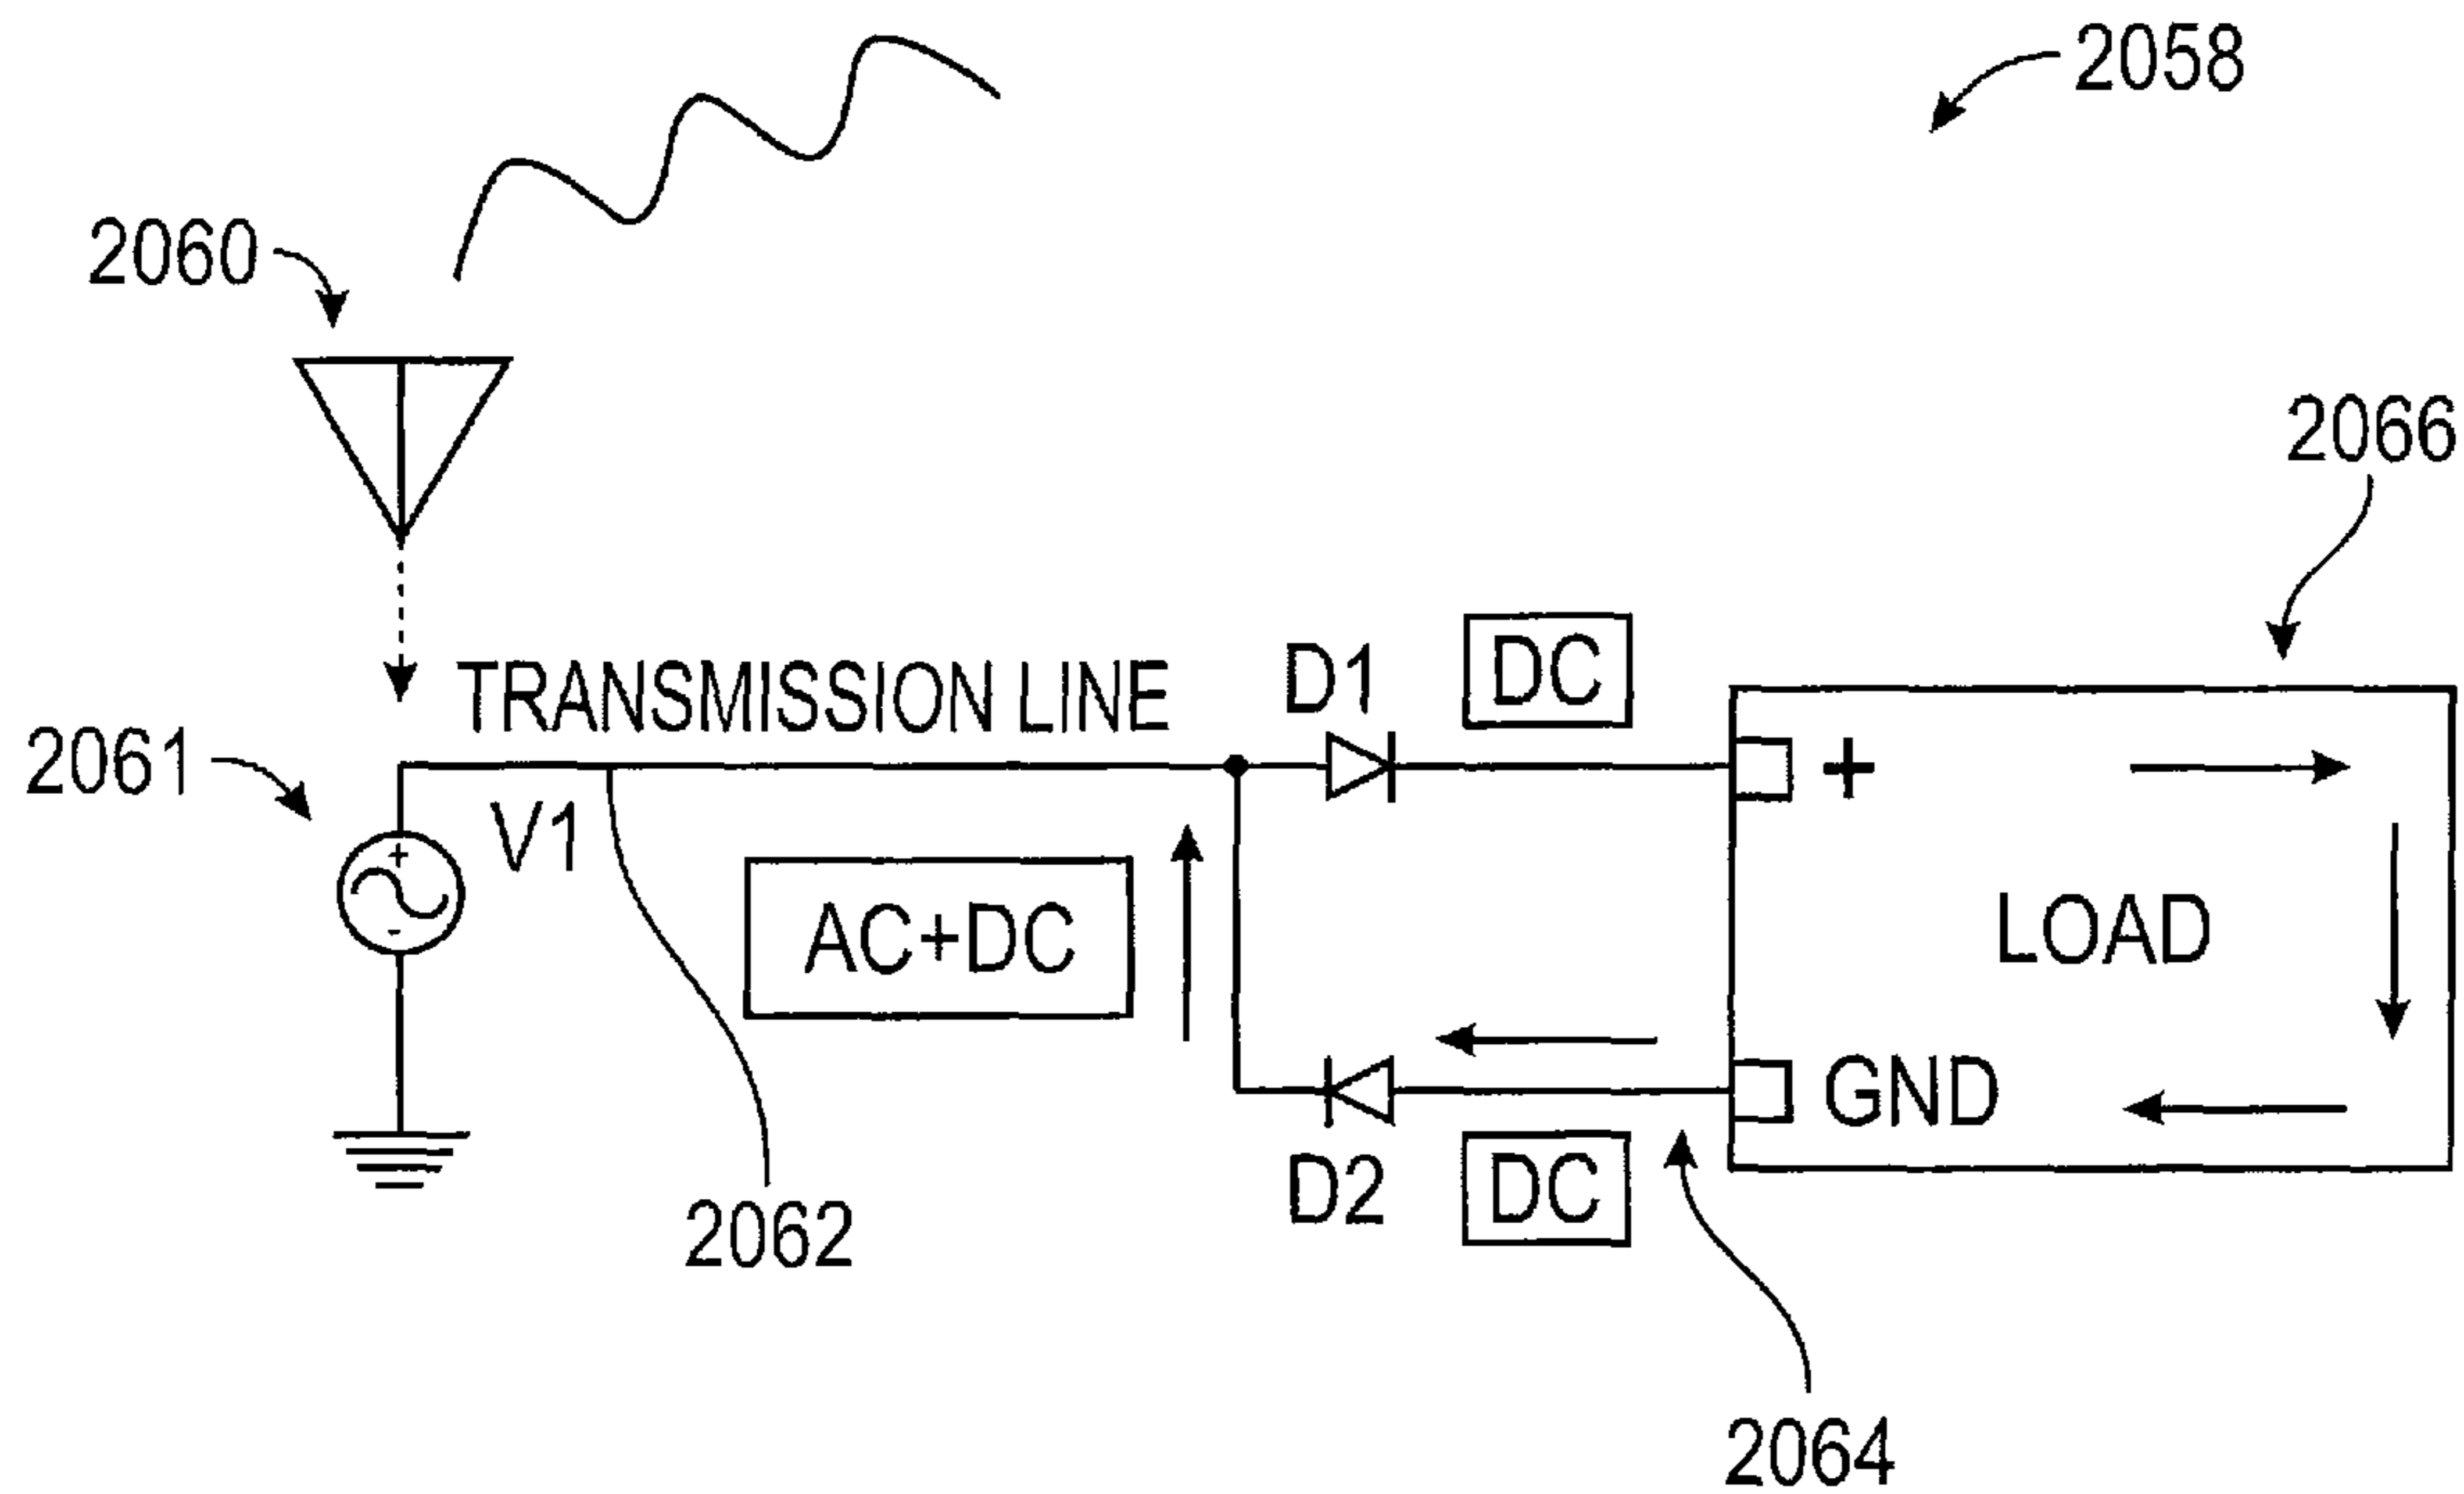 2058
2060
2066
TRANSMISSION LINE
D1
DC
2061
V1
+
+
-
AC+DC
LOAD
GND
D2
DC
2062
2064